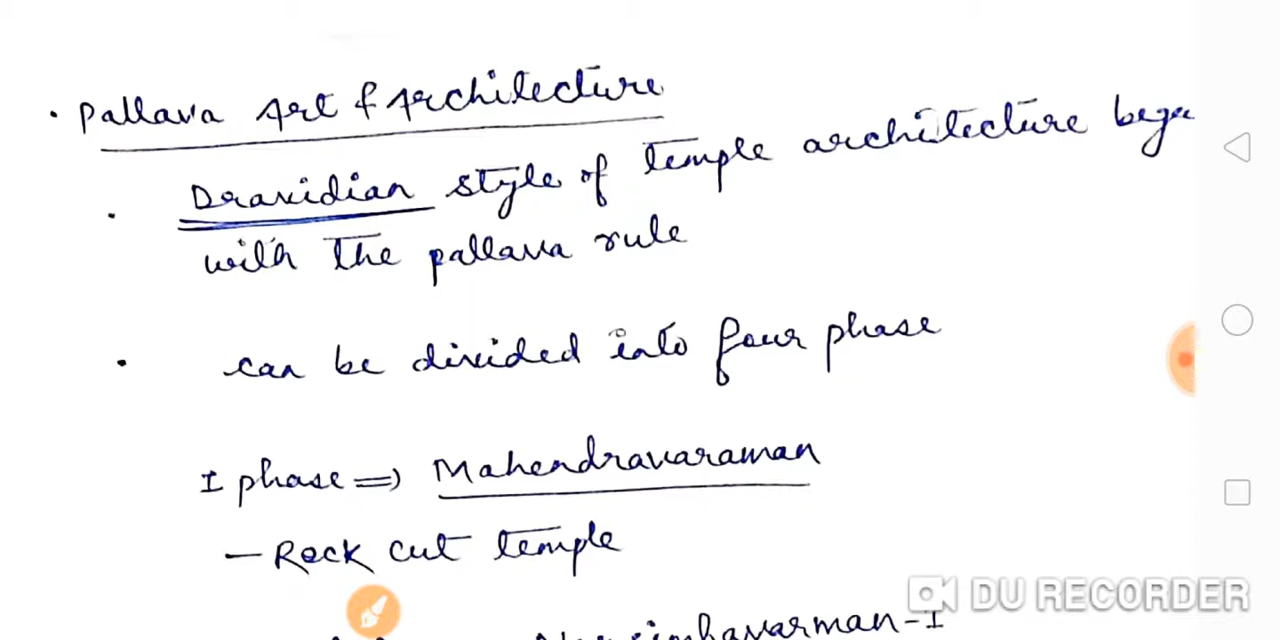 · Pallava Art & Architecture
· Dravidian style of temple architecture bega
with the pallava rule
· can be divided into four phase
I phase ⇒ Mahendravaraman
– Rock cut temple
simhavarman-I
DU RECORDER